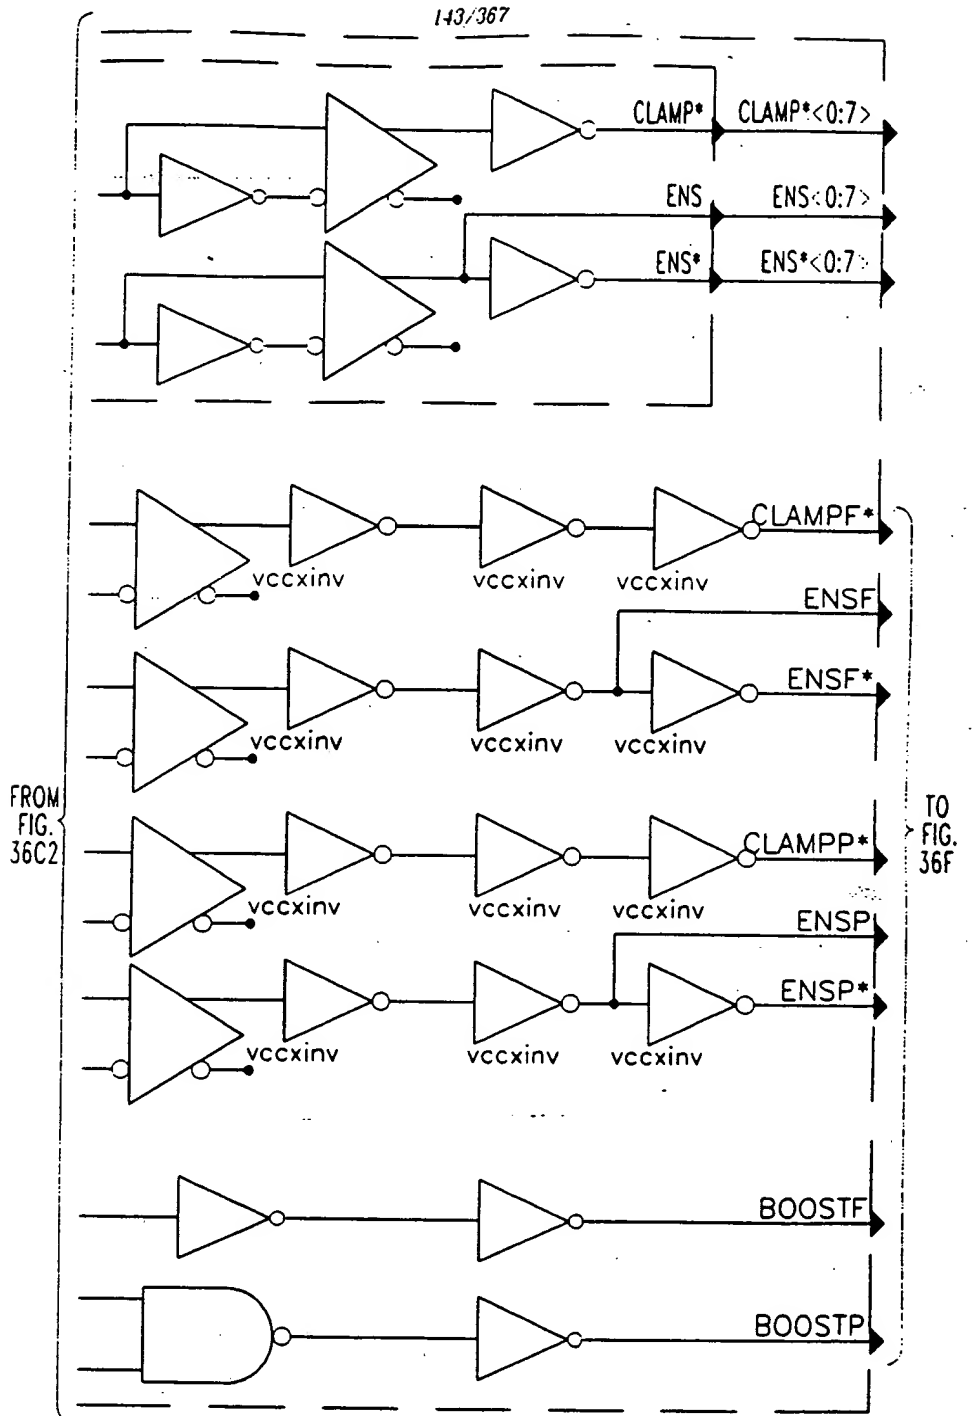 143/367
CLAMP* CLAMP*<0:7>
ENS ENS<0:7>
ENS* ENS*<0:7>
CLAMPF*
vccxinv vccxinv vccxinv
ENSF
ENSF*
vccxinv vccxinv vccxinv
FROM
FIG.
36C2
TO
FIG.
36F
CLAMPP*
vccxinv vccxinv vccxinv
ENSP
ENSP*
vccxinv vccxinv vccxinv
BOOSTF
BOOSTP